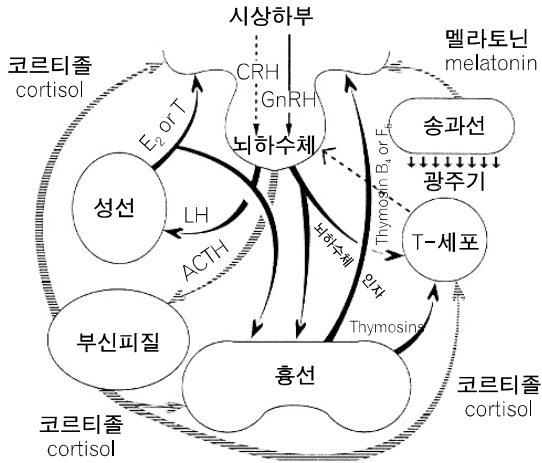 시상하부
멜라토닌
melatonin
코르티졸
cortisol
CRH
GnRH
E₂ or T
뇌하수체
송과선
광주기
Thymosin B₄ or F₅
성선
LH
ACTH
뇌하수체 인자
T-세포
부신피질
Thymosins
흉선
코르티졸
cortisol
코르티졸
cortisol